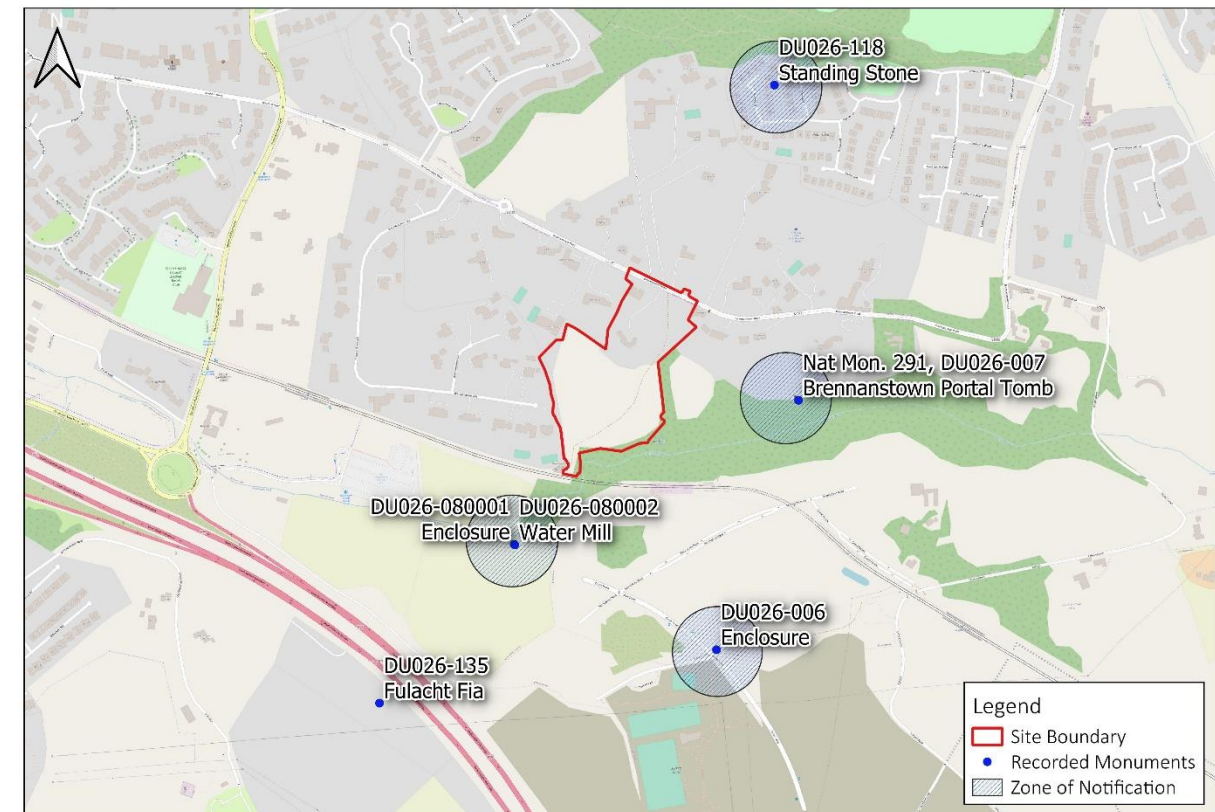 N
DU026-118
Standing Stone
Nat Mon. 291, DU026-007
Brennanstown Portal Tomb
DU026-080001 DU026-080002
Enclosure Water Mill
DU026-006
Enclosure
DU026-135
Fulacht Fia
Legend
Site Boundary
Recorded Monuments
Zone of Notification